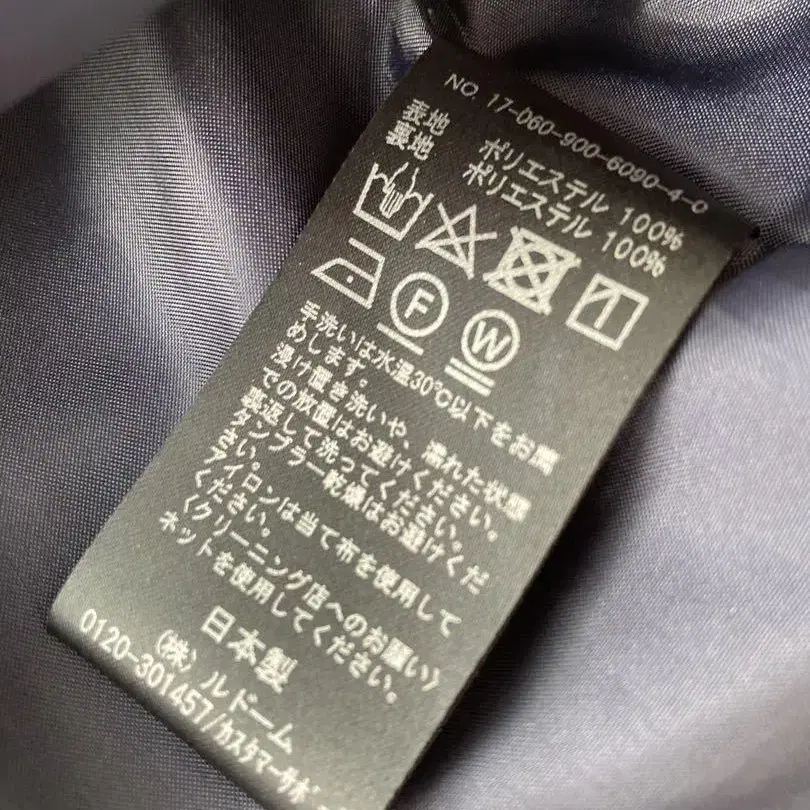 NO. 17-060-900-6090-4-0
表地 ポリエステル 100%
裏地 ポリエステル 100%
F
W
手洗いは水温30℃以下をお薦
めします。
浸け置き洗いや、濡れた状態
での放置はお避けください。
裏返して洗ってください。
タンブラー乾燥はお避けくだ
さい。
アイロンは当て布を使用して
ください。
〈クリーニング店へのお願い〉
ネットを使用してください。
日本製
(株) ルドーム
0120-301457/カスタマーサポー